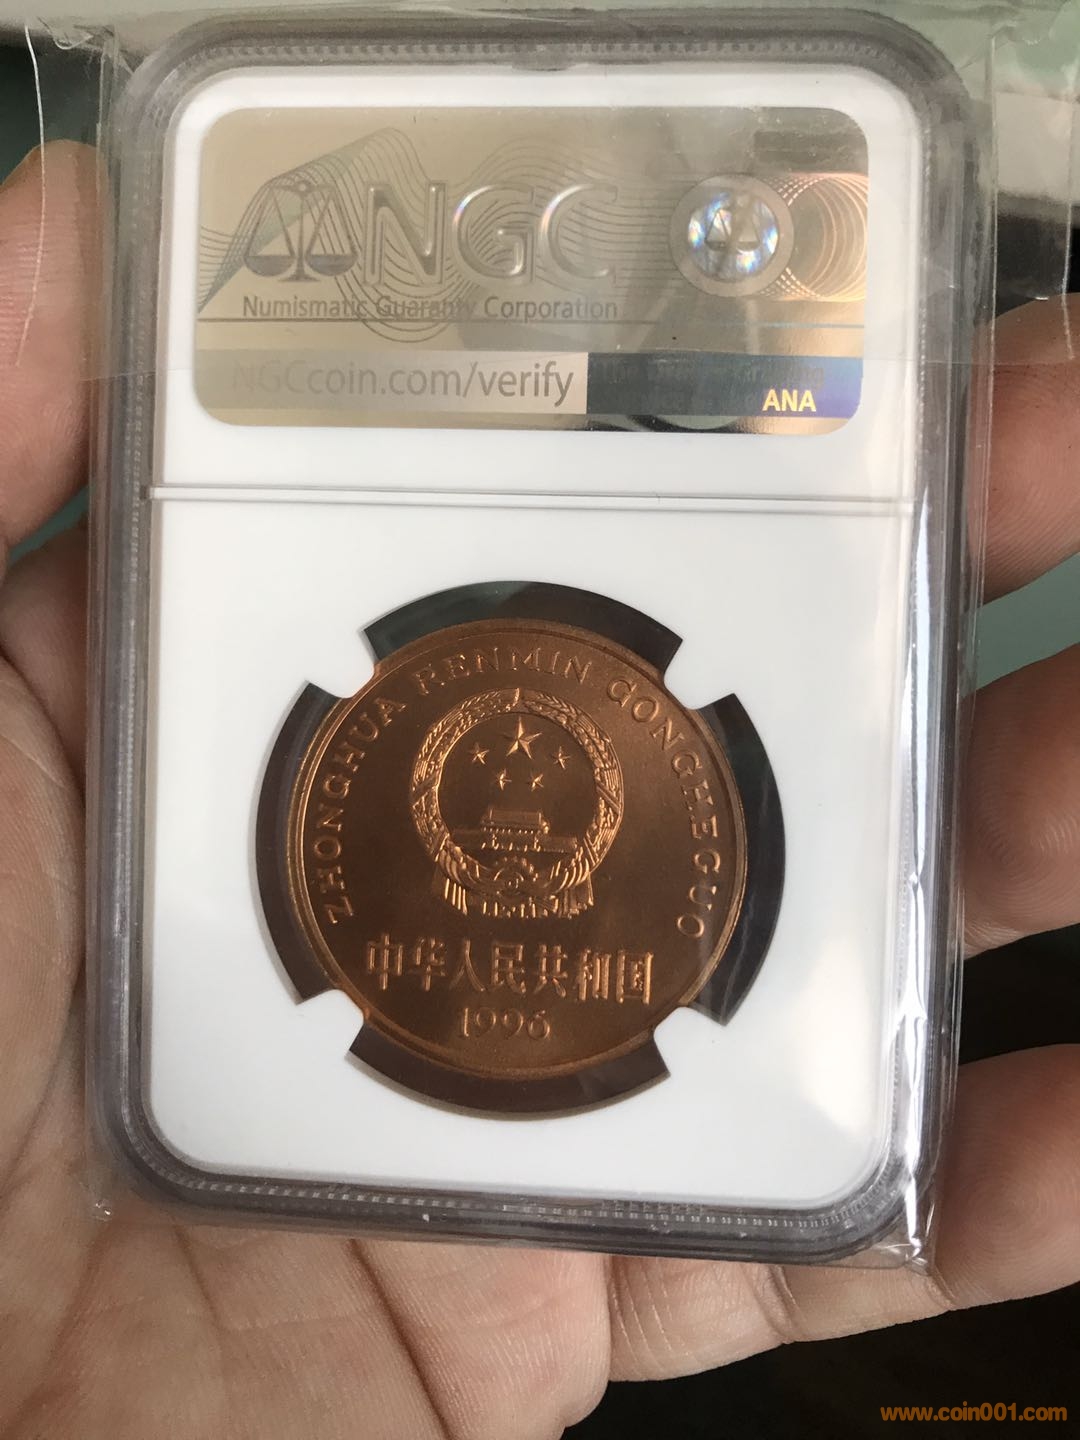 NGC
Numismatic Guaranty Corporation
NGCcoin.com/verify
ANA
ZHONGHUA RENMIN GONGHEGUO
中华人民共和国
1996
www.coin001.com